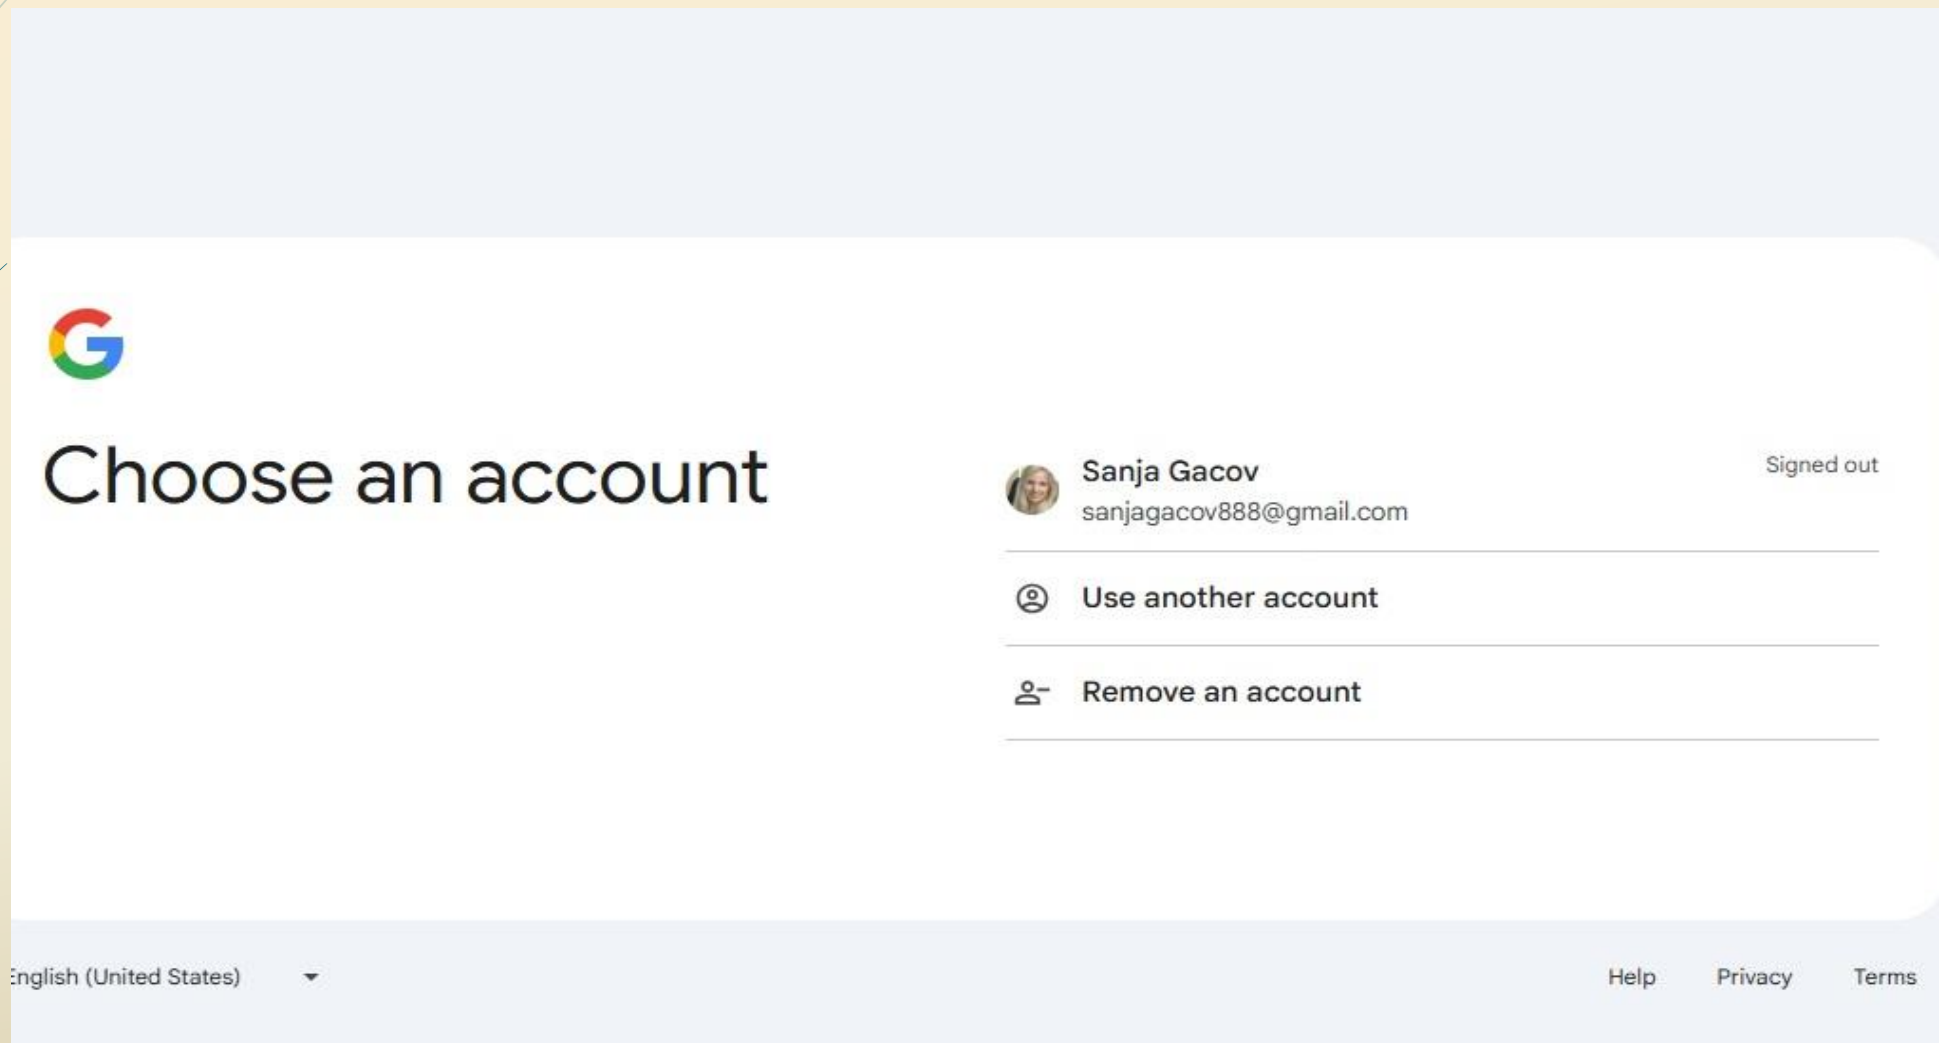 Choose an account
Sanja Gacov
Signed out
sanjagacov888@gmail.com
Use another account
Remove an account
English (United States)
Help Privacy Terms